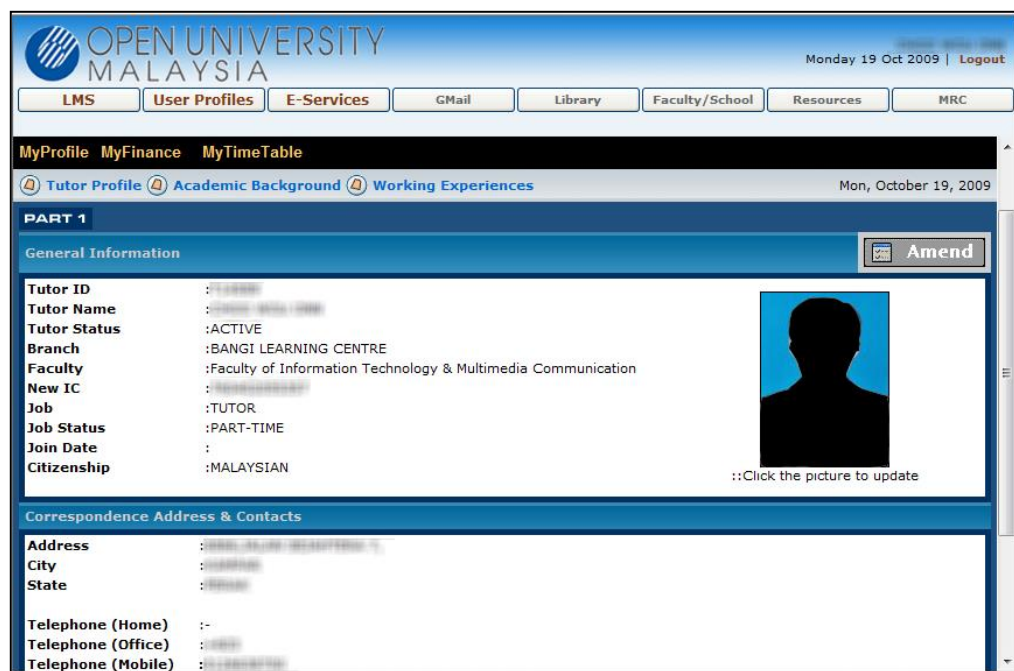 OPEN UNIVERSITY
MALAYSIA
Monday 19 Oct 2009 | Logout
LMS User Profiles E-Services GMail Library Faculty/School Resources MRC
MyProfile MyFinance MyTimeTable
Tutor Profile Academic Background Working Experiences Mon, October 19, 2009
PART 1
General Information Amend
Tutor ID :
Tutor Name :
Tutor Status :ACTIVE
Branch :BANGI LEARNING CENTRE
Faculty :Faculty of Information Technology & Multimedia Communication
New IC :
Job :TUTOR
Job Status :PART-TIME
Join Date :
Citizenship :MALAYSIAN
::Click the picture to update
Correspondence Address & Contacts
Address :
City :
State :
Telephone (Home) :-
Telephone (Office) :
Telephone (Mobile) :